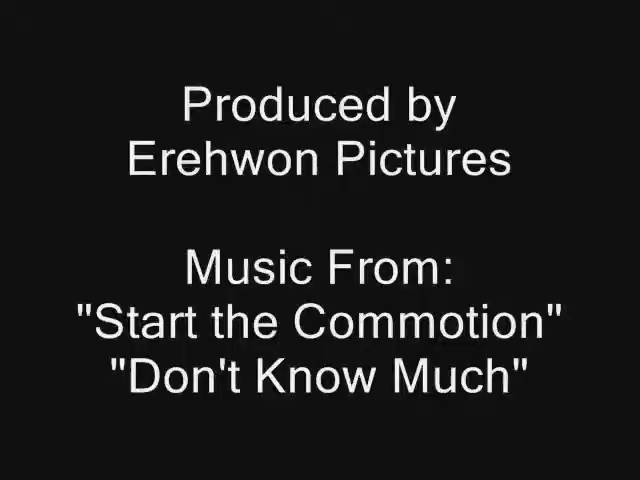 Produced by
Erehwon Pictures
Music From:
"Start the Commotion"
"Don't Know Much"